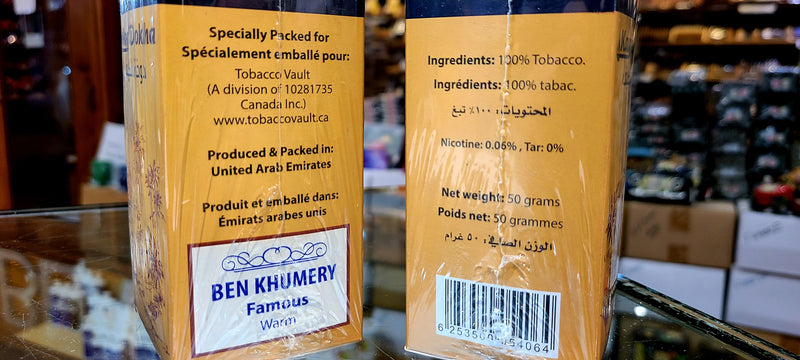 Dokha
Specially Packed for
Spécialement emballé pour:
Tobacco Vault
(A division of 10281735
Canada Inc.)
www.tobaccovault.ca
Produced & Packed in:
United Arab Emirates
Produit et emballé dans:
Émirats arabes unis
BEN KHUMERY
Famous
Warm
Ingredients: 100% Tobacco.
Ingrédients: 100% tabac.
المحتويات: ١٠٠٪ تبغ
Nicotine: 0.06% , Tar: 0%
Net weight: 50 grams
Poids net: 50 grammes
الوزن الصافي: ٥٠ غرام